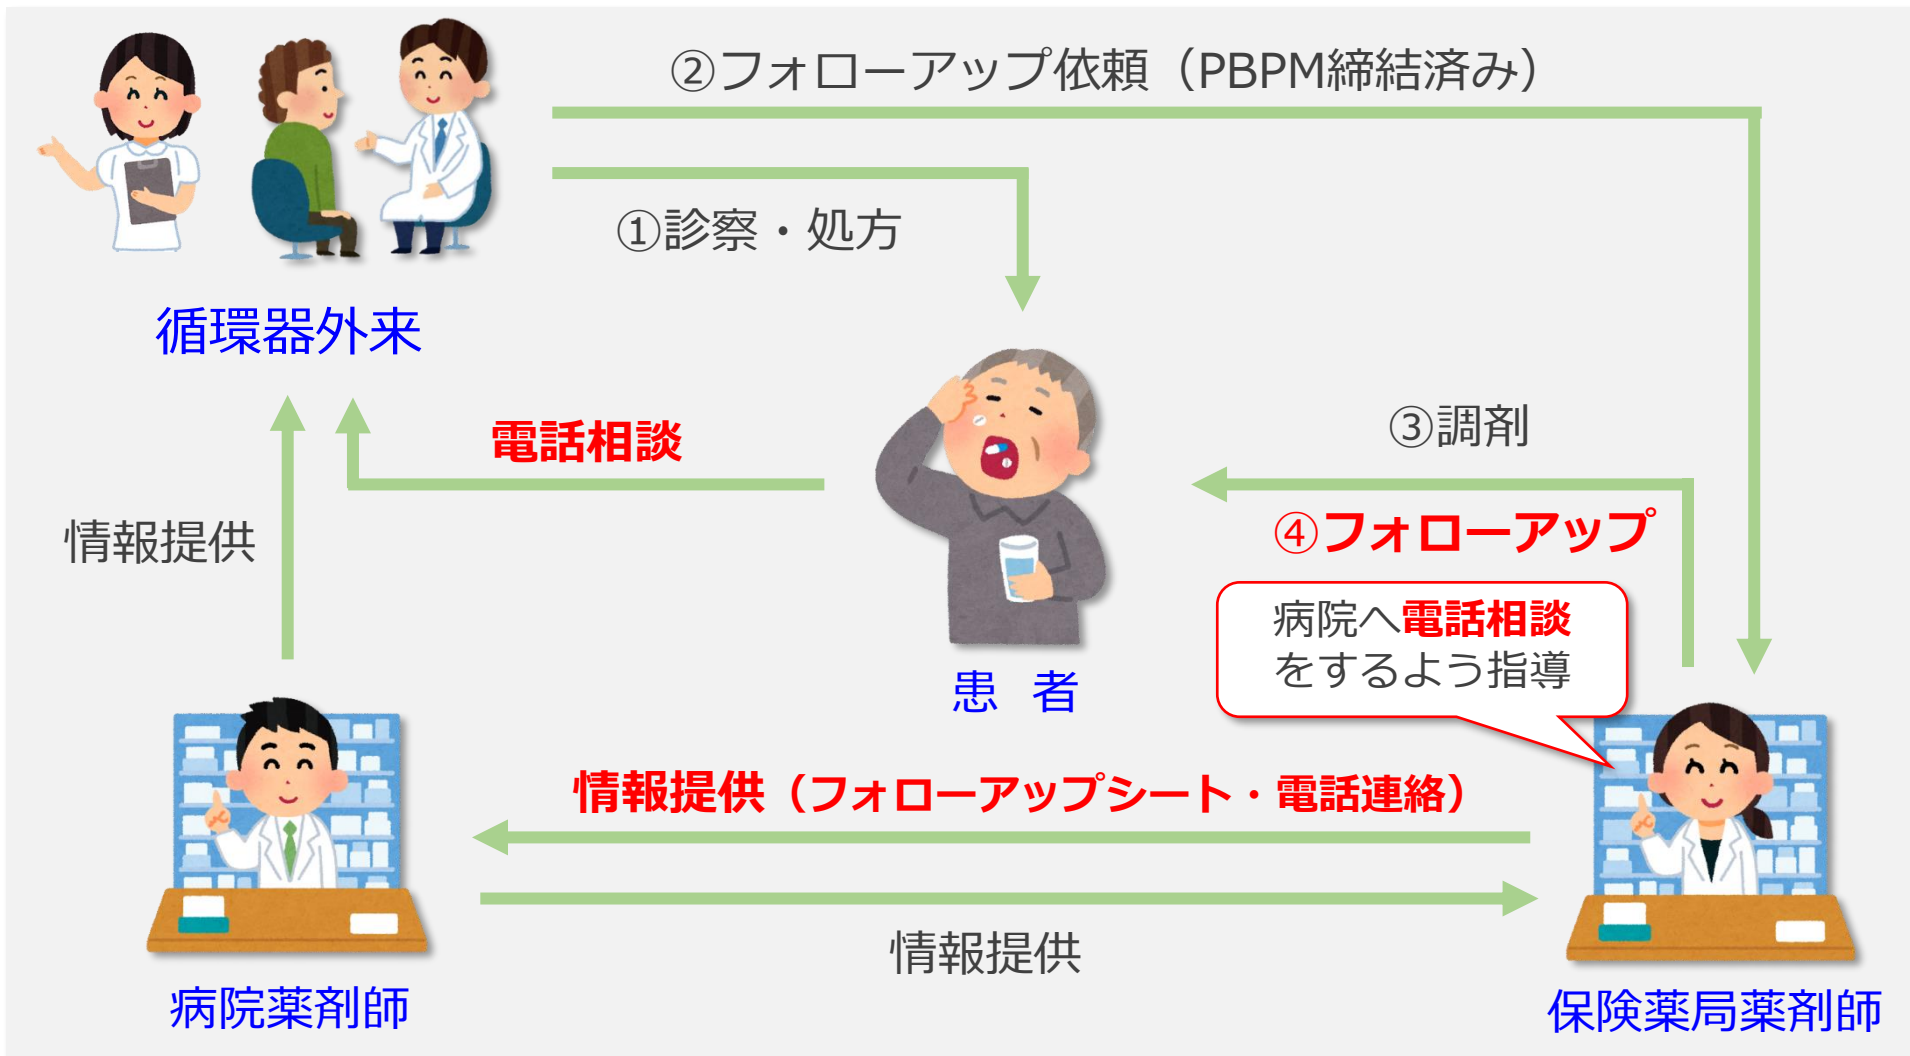 ②フォローアップ依頼（PBPM締結済み）
①診察・処方
循環器外来
電話相談
③調剤
④フォローアップ
情報提供
病院へ電話相談
をするよう指導
患 者
情報提供（フォローアップシート・電話連絡）
情報提供
病院薬剤師
保険薬局薬剤師